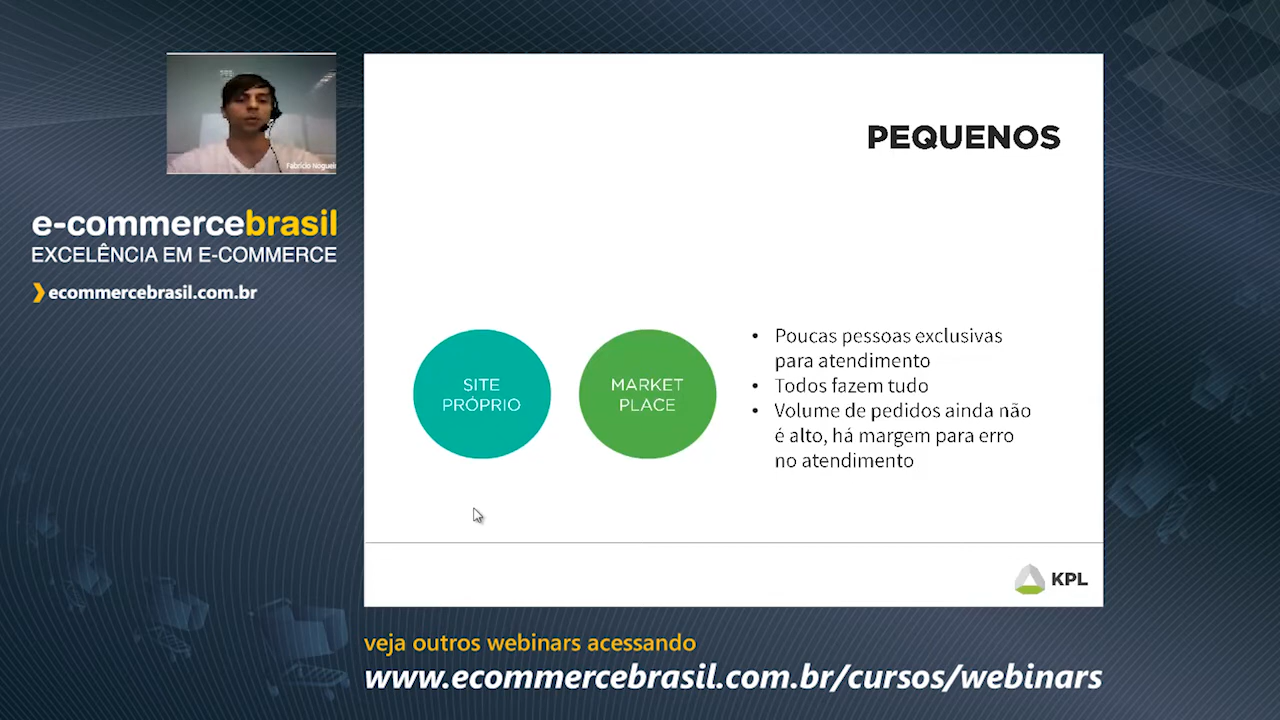 Fabricio Nogueir
e-commercebrasil
EXCELÊNCIA EM E-COMMERCE
ecommercebrasil.com.br
PEQUENOS
SITE
PRÓPRIO
MARKET
PLACE
• Poucas pessoas exclusivas
para atendimento
• Todos fazem tudo
• Volume de pedidos ainda não
é alto, há margem para erro
no atendimento
KPL
veja outros webinars acessando
www.ecommercebrasil.com.br/cursos/webinars